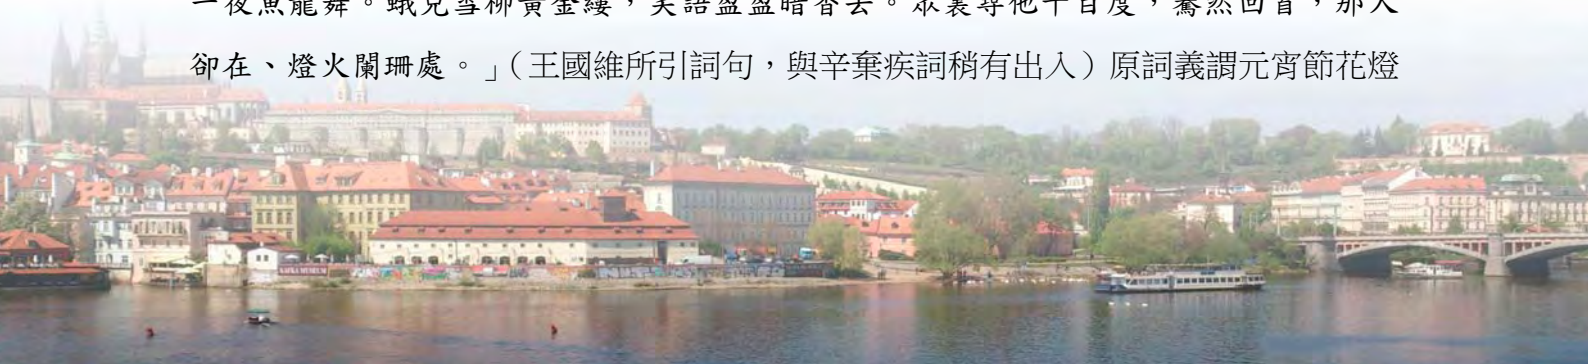 一夜魚龍舞。蛾兒雪柳黃金縷，笑語盈盈暗香去。眾裏尋他千百度，驀然回首，那人
卻在、燈火闌珊處。」（王國維所引詞句，與辛棄疾詞稍有出入）原詞義謂元宵節花燈
KAFKA MUSEUM